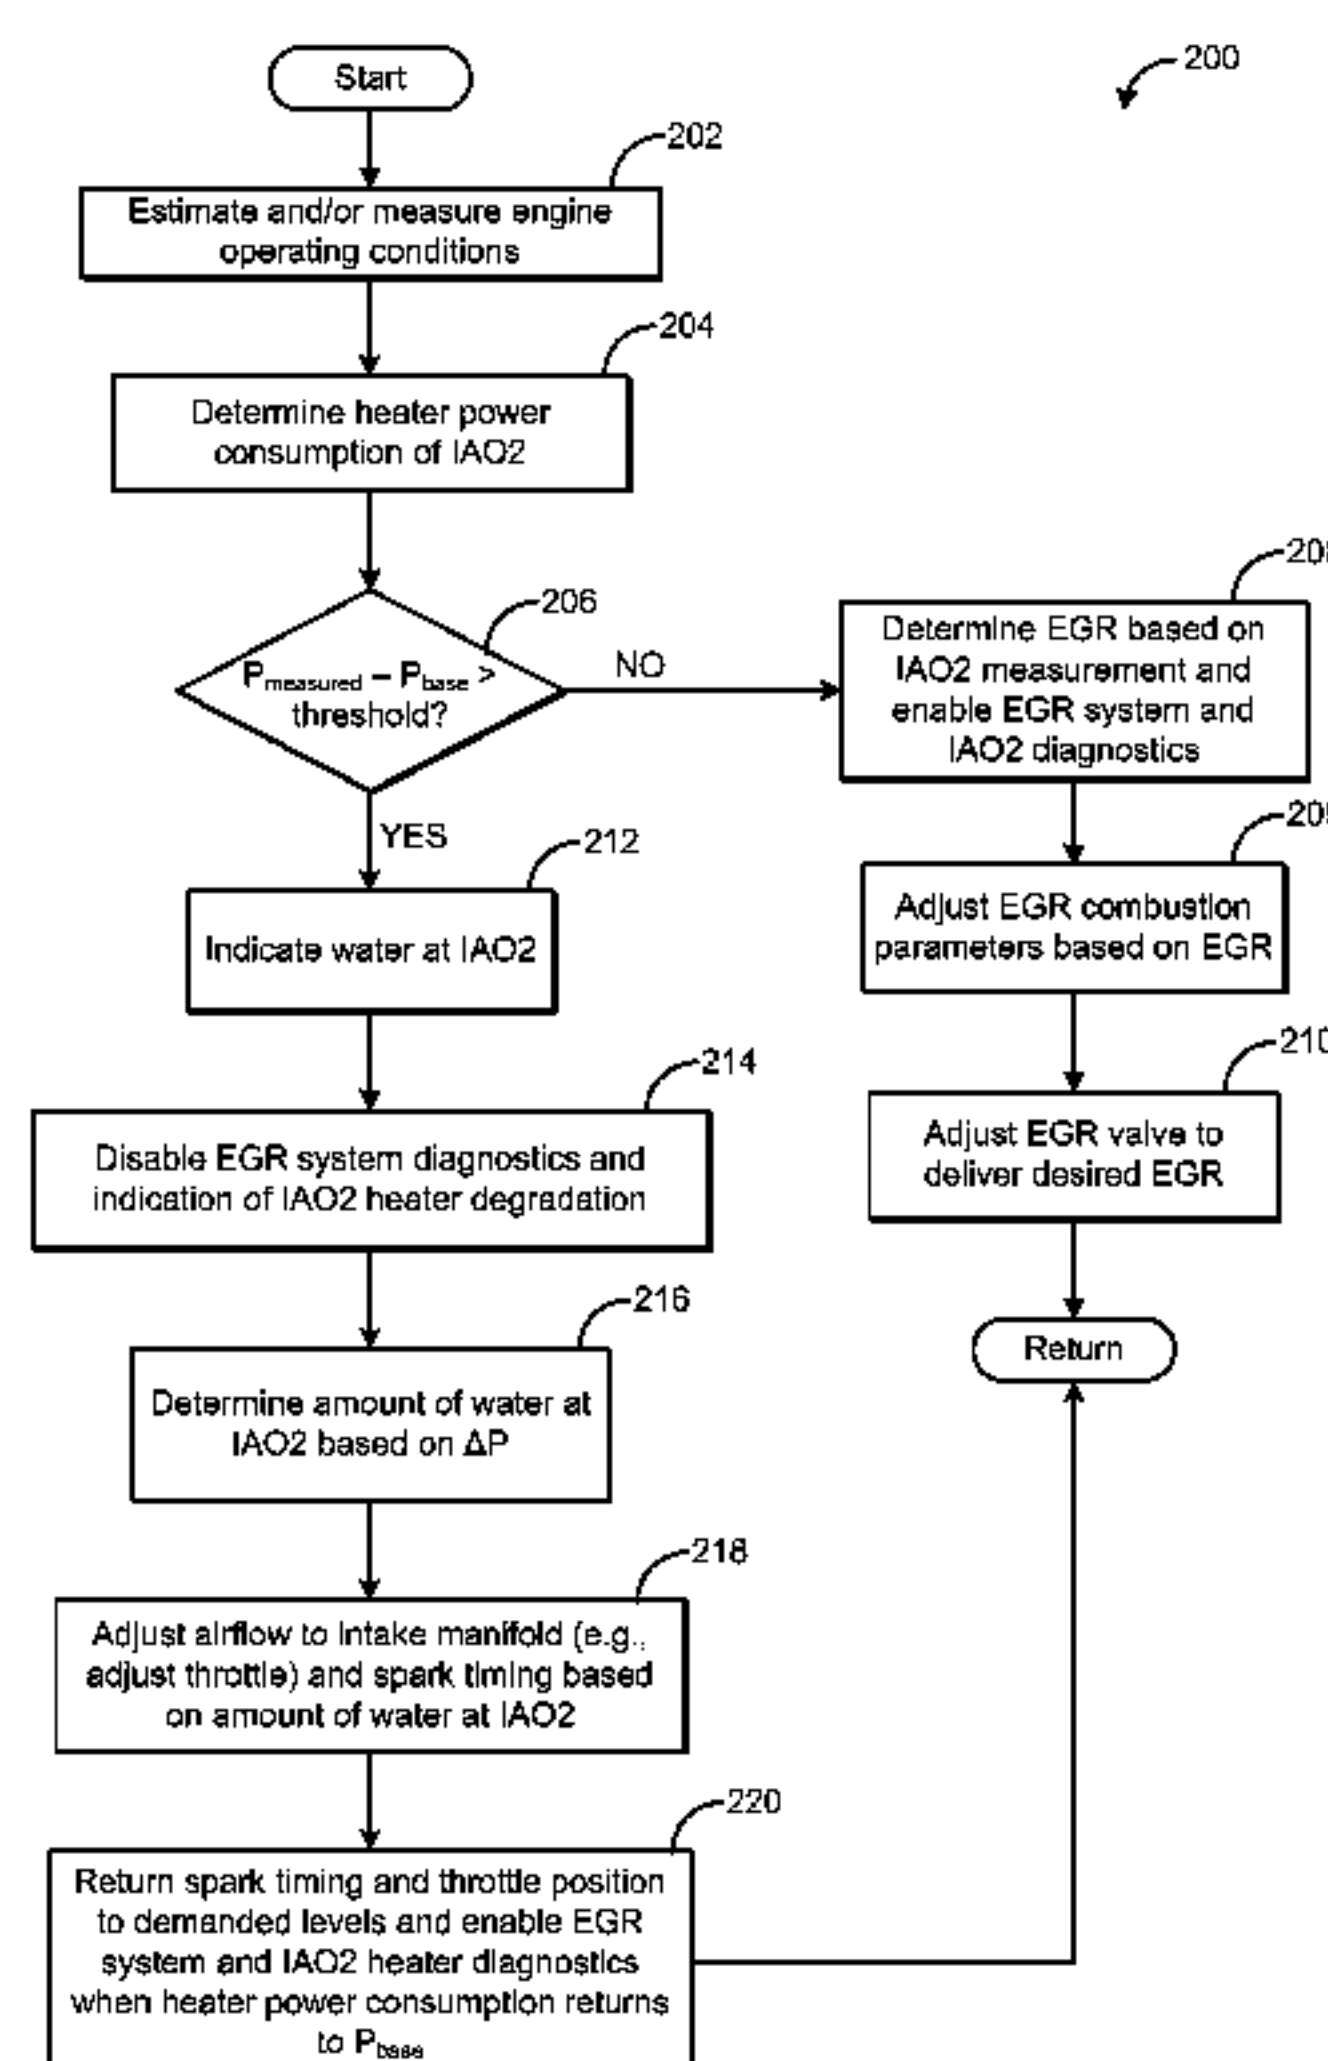 Start
200
202
Estimate and/or measure engine
operating conditions
204
Determine heater power
consumption of IAO2
206
Pmeasured – Pbase >
threshold?
NO
YES
Determine EGR based on
IAO2 measurement and
enable EGR system and
IAO2 diagnostics
Adjust EGR combustion
parameters based on EGR
210
Adjust EGR valve to
deliver desired EGR
Return
212
Indicate water at IAO2
214
Disable EGR system diagnostics and
indication of IAO2 heater degradation
216
Determine amount of water at
IAO2 based on ΔP
218
Adjust airflow to intake manifold (e.g.,
adjust throttle) and spark timing based
on amount of water at IAO2
220
Return spark timing and throttle position
to demanded levels and enable EGR
system and IAO2 heater diagnostics
when heater power consumption returns
to Pbase